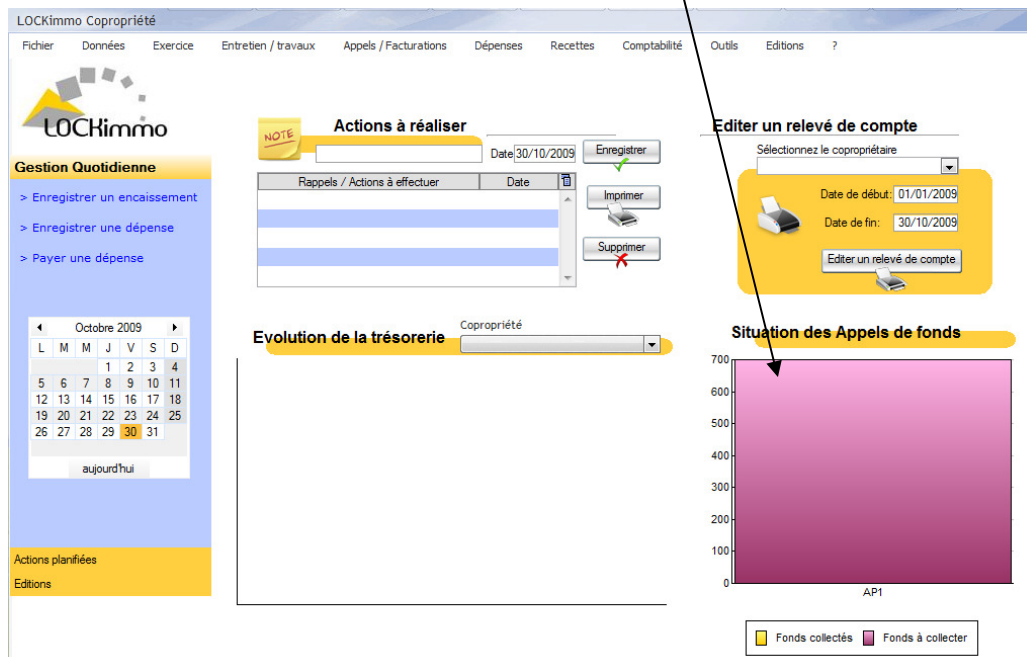 LOCKimmo Copropriété
Fichier Données Exercice Entretien / travaux Appels / Facturations Dépenses Recettes Comptabilité Outils Editions ?
LOCKimmo
Gestion Quotidienne
> Enregistrer un encaissement
> Enregistrer une dépense
> Payer une dépense
Octobre 2009
L M M J V S D
1 2 3 4
5 6 7 8 9 10 11
12 13 14 15 16 17 18
19 20 21 22 23 24 25
26 27 28 29 30 31
aujourd'hui
Actions planifiées
Editions
NOTE
Actions à réaliser
Date 30/10/2009 Enregistrer
Rappels / Actions à effectuer Date
Imprimer
Supprimer
Editer un relevé de compte
Sélectionnez le copropriétaire
Date de début: 01/01/2009
Date de fin: 30/10/2009
Editer un relevé de compte
Evolution de la trésorerie
Copropriété
Situation des Appels de fonds
700
600
500
400
300
200
100
0
AP1
Fonds collectés Fonds à collecter